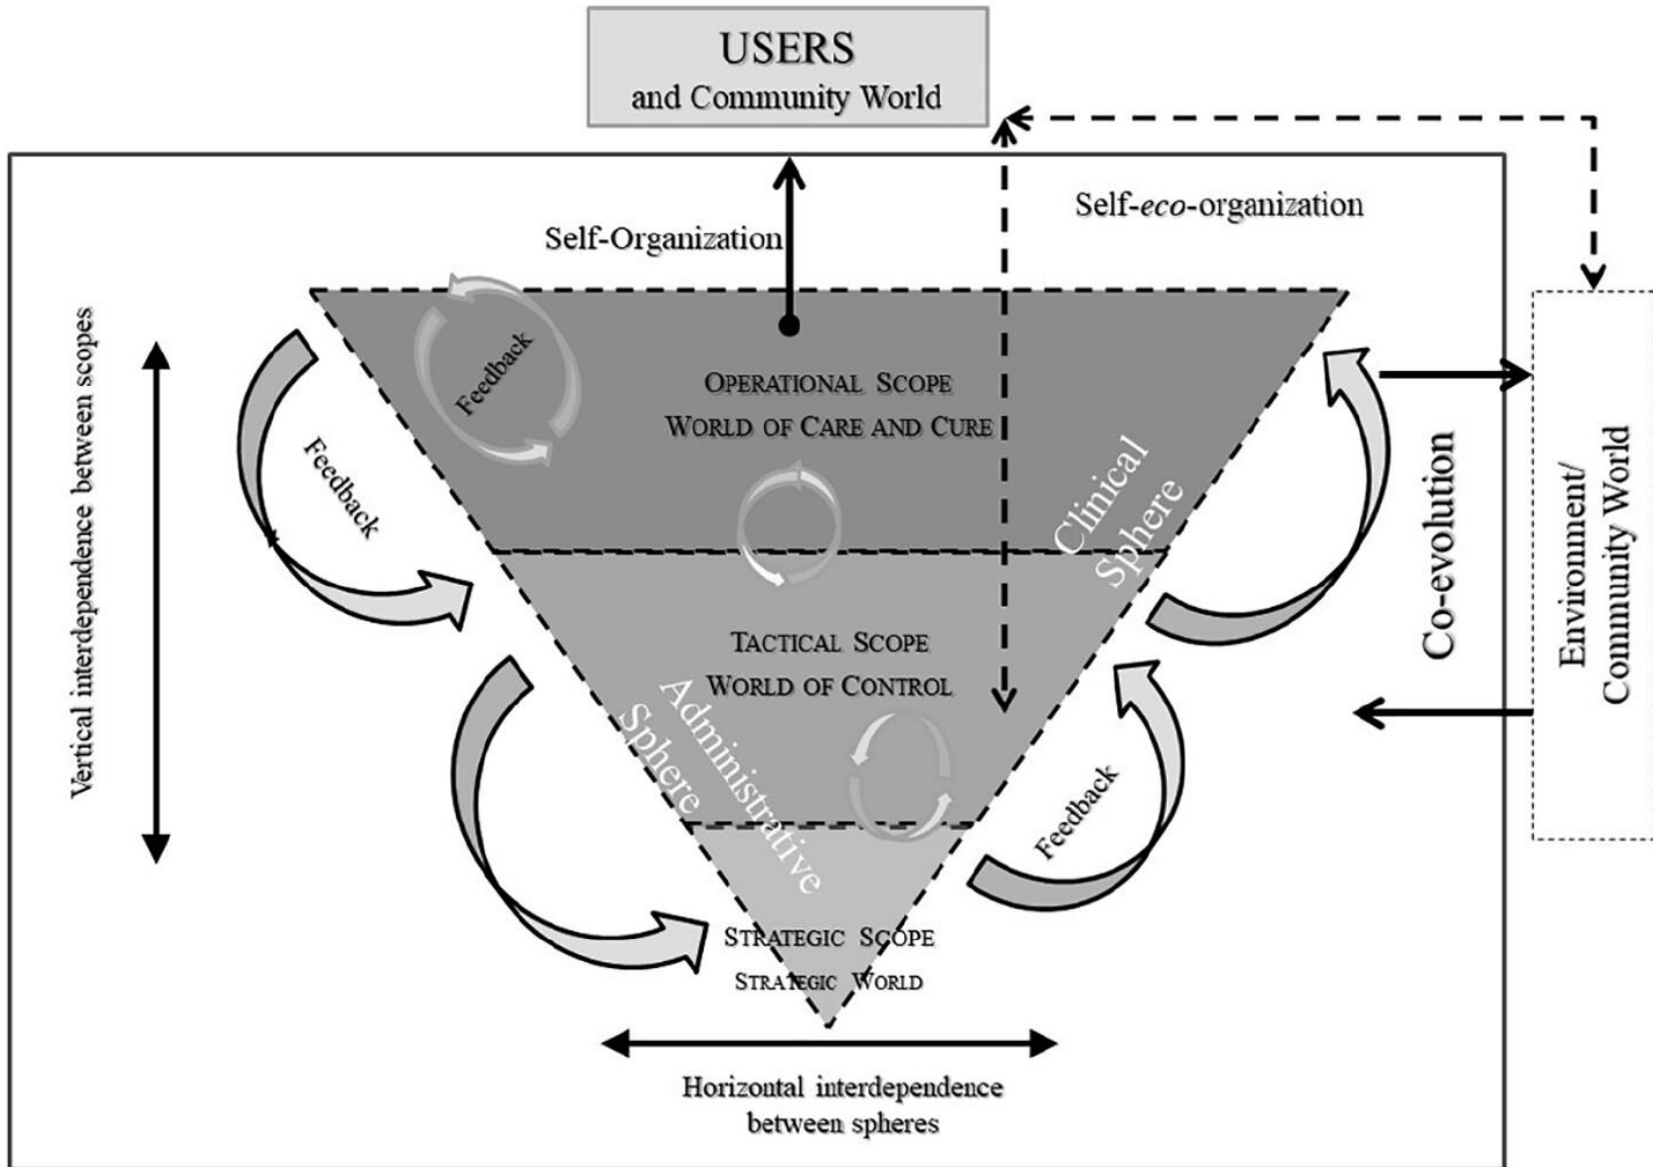 USERS
and Community World
Self-Organization
Self-eco-organization
Vertical interdependence between scopes
Feedback
Feedback
OPERATIONAL SCOPE
WORLD OF CARE AND CURE
Clinical
Sphere
Co-evolution
Environment/
Community World
TACTICAL SCOPE
WORLD OF CONTROL
Administrative
Sphere
Feedback
STRATEGIC SCOPE
STRATEGIC WORLD
Horizontal interdependence
between spheres